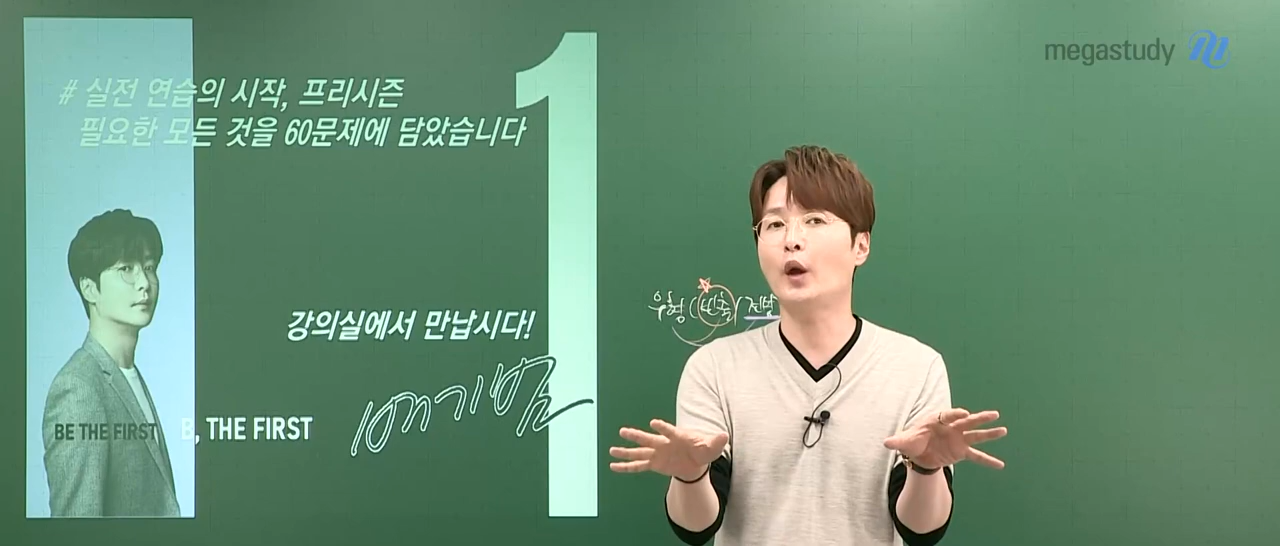 megastudy
# 실전 연습의 시작, 프리시즌
필요한 모든 것을 60문제에 담았습니다
1
강의실에서 만납시다!
BE THE FIRST
B, THE FIRST